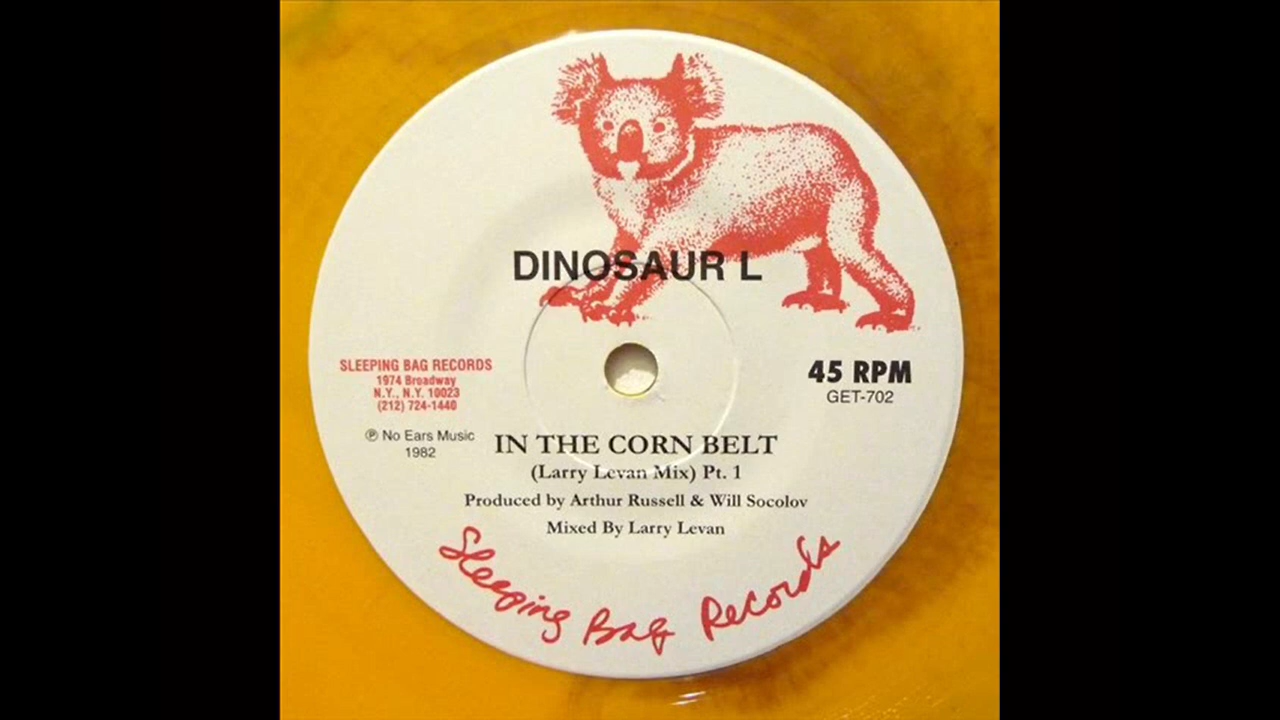 DINOSAUR L
SLEEPING BAG RECORDS
1974 Broadway
N.Y., N.Y. 10023
(212) 724-1440
℗ No Ears Music
1982
45 RPM
GET-702
IN THE CORN BELT
(Larry Levan Mix) Pt. 1
Produced by Arthur Russell & Will Socolov
Mixed By Larry Levan
Sleeping Bag Records